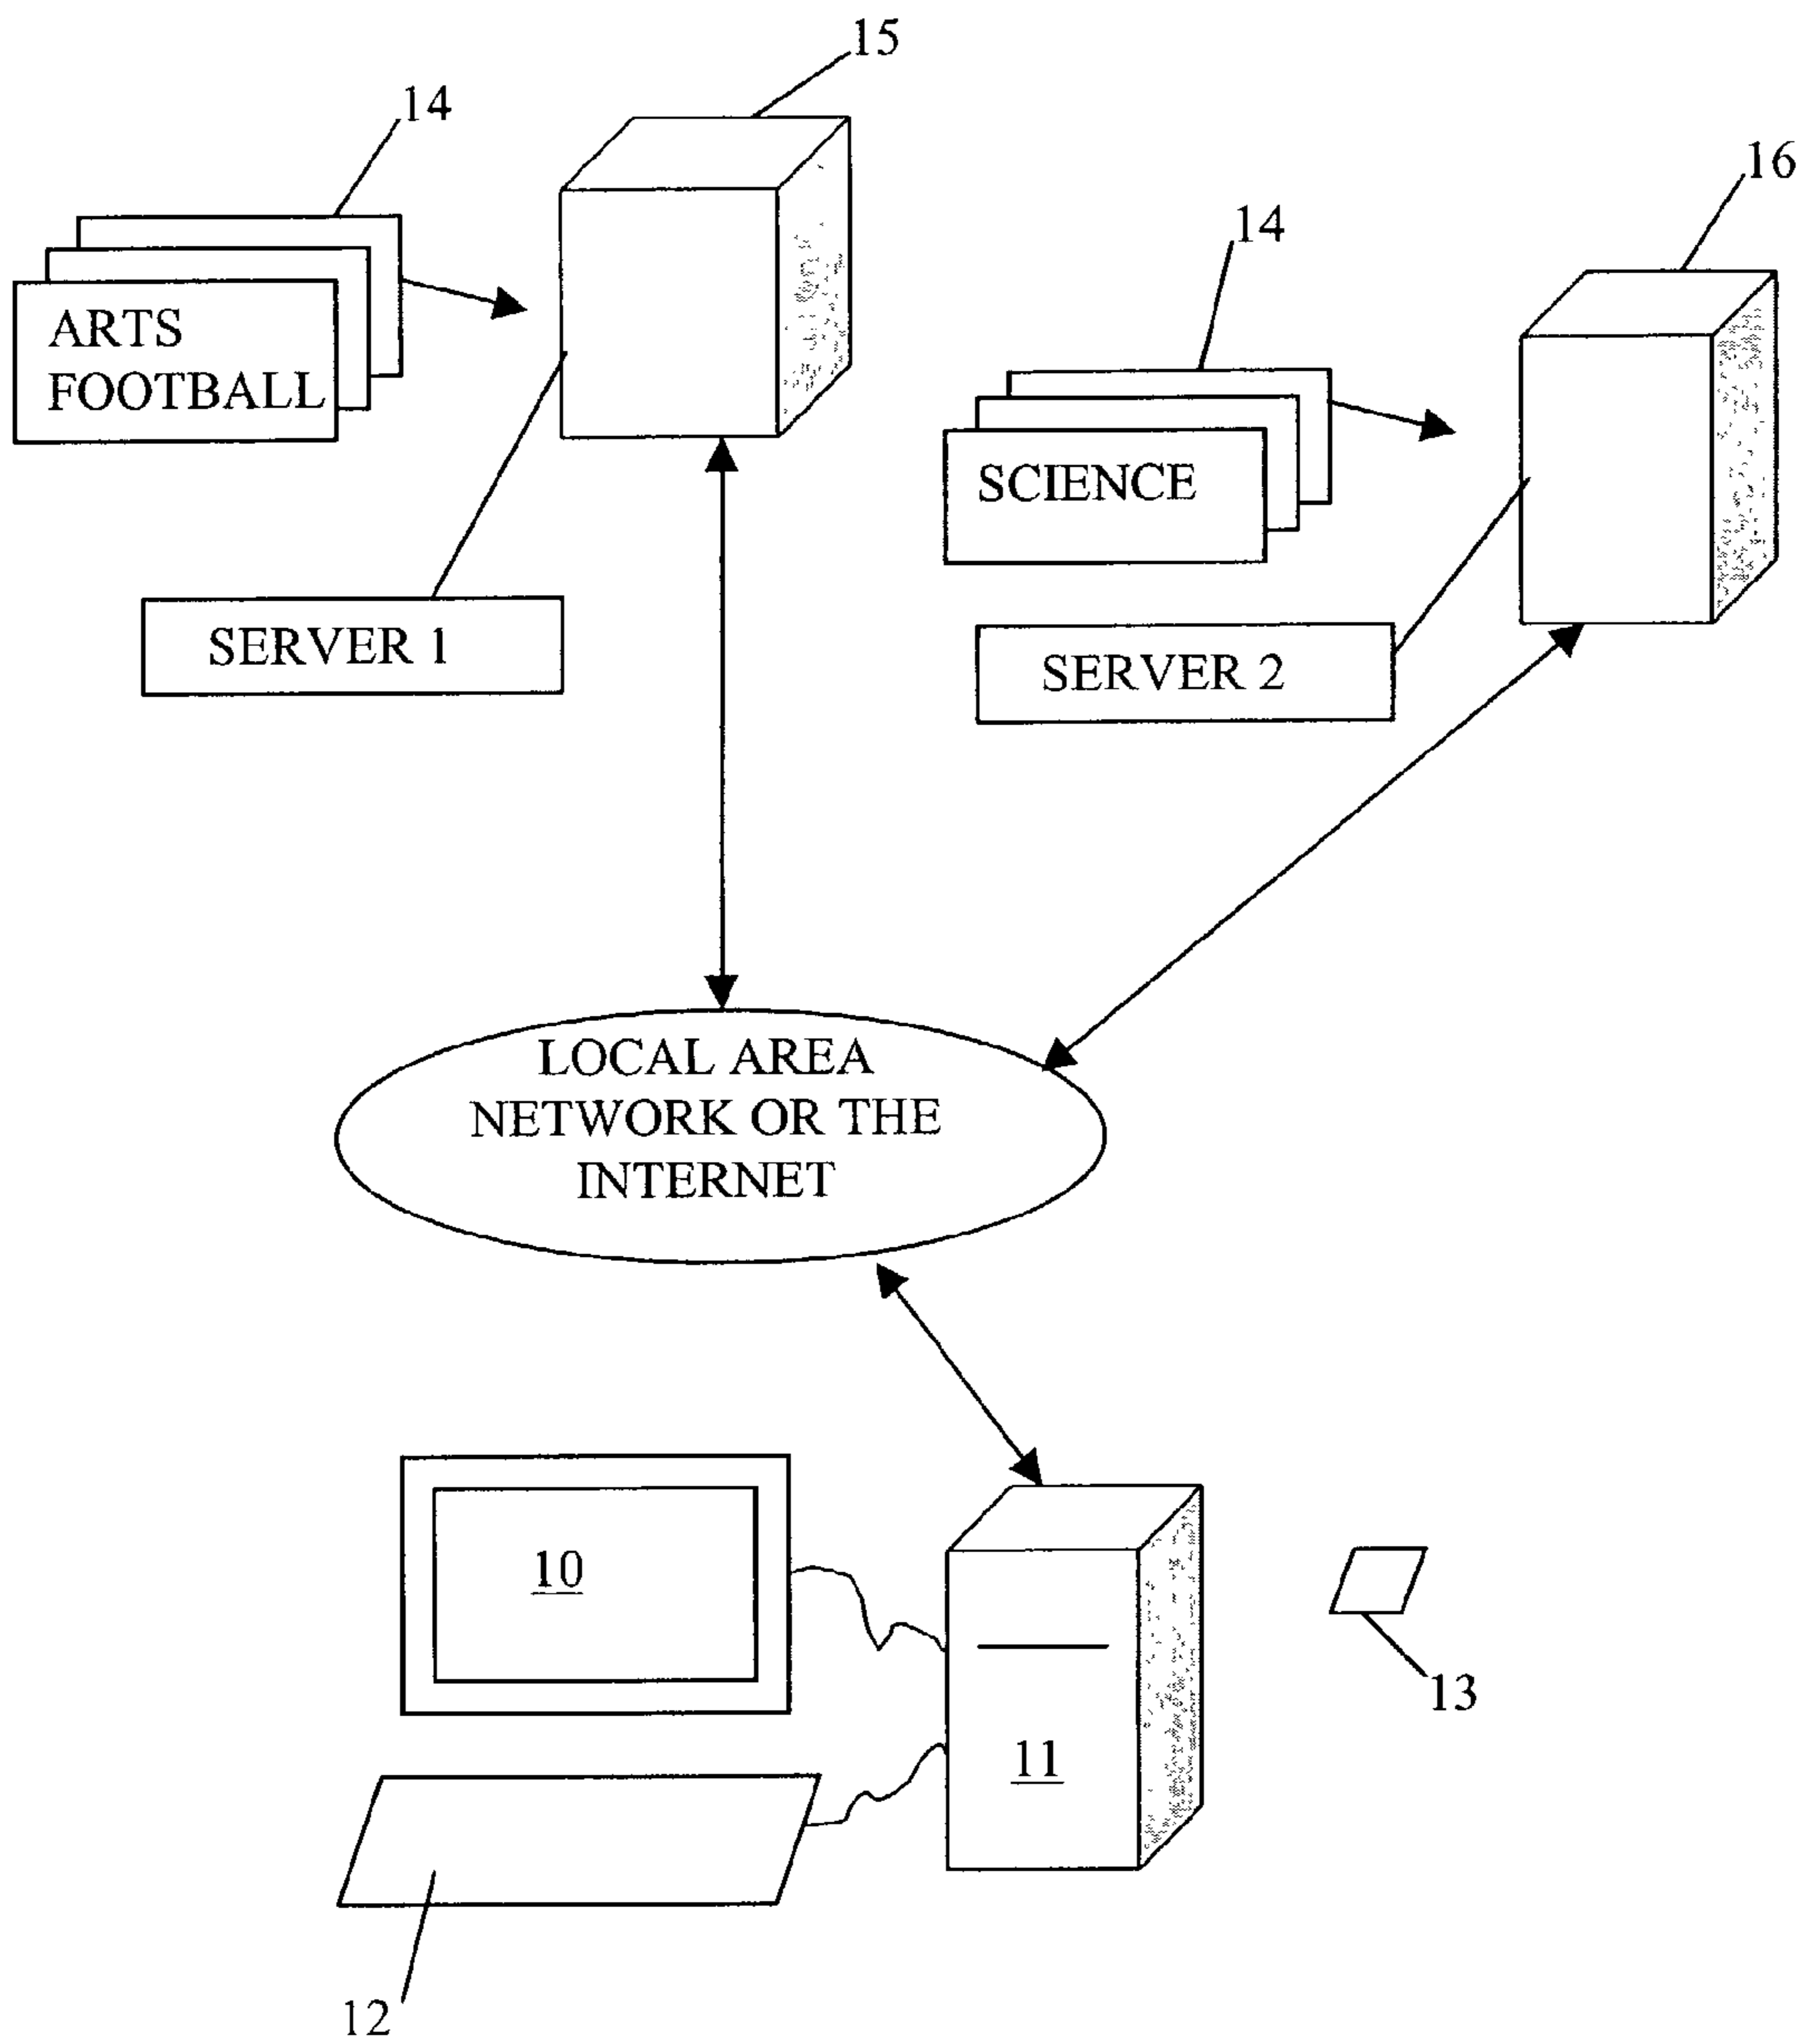 15
14
16
14
ARTS
FOOTBALL
SCIENCE
SERVER 1
SERVER 2
LOCAL AREA
NETWORK OR THE
INTERNET
10
13
11
12